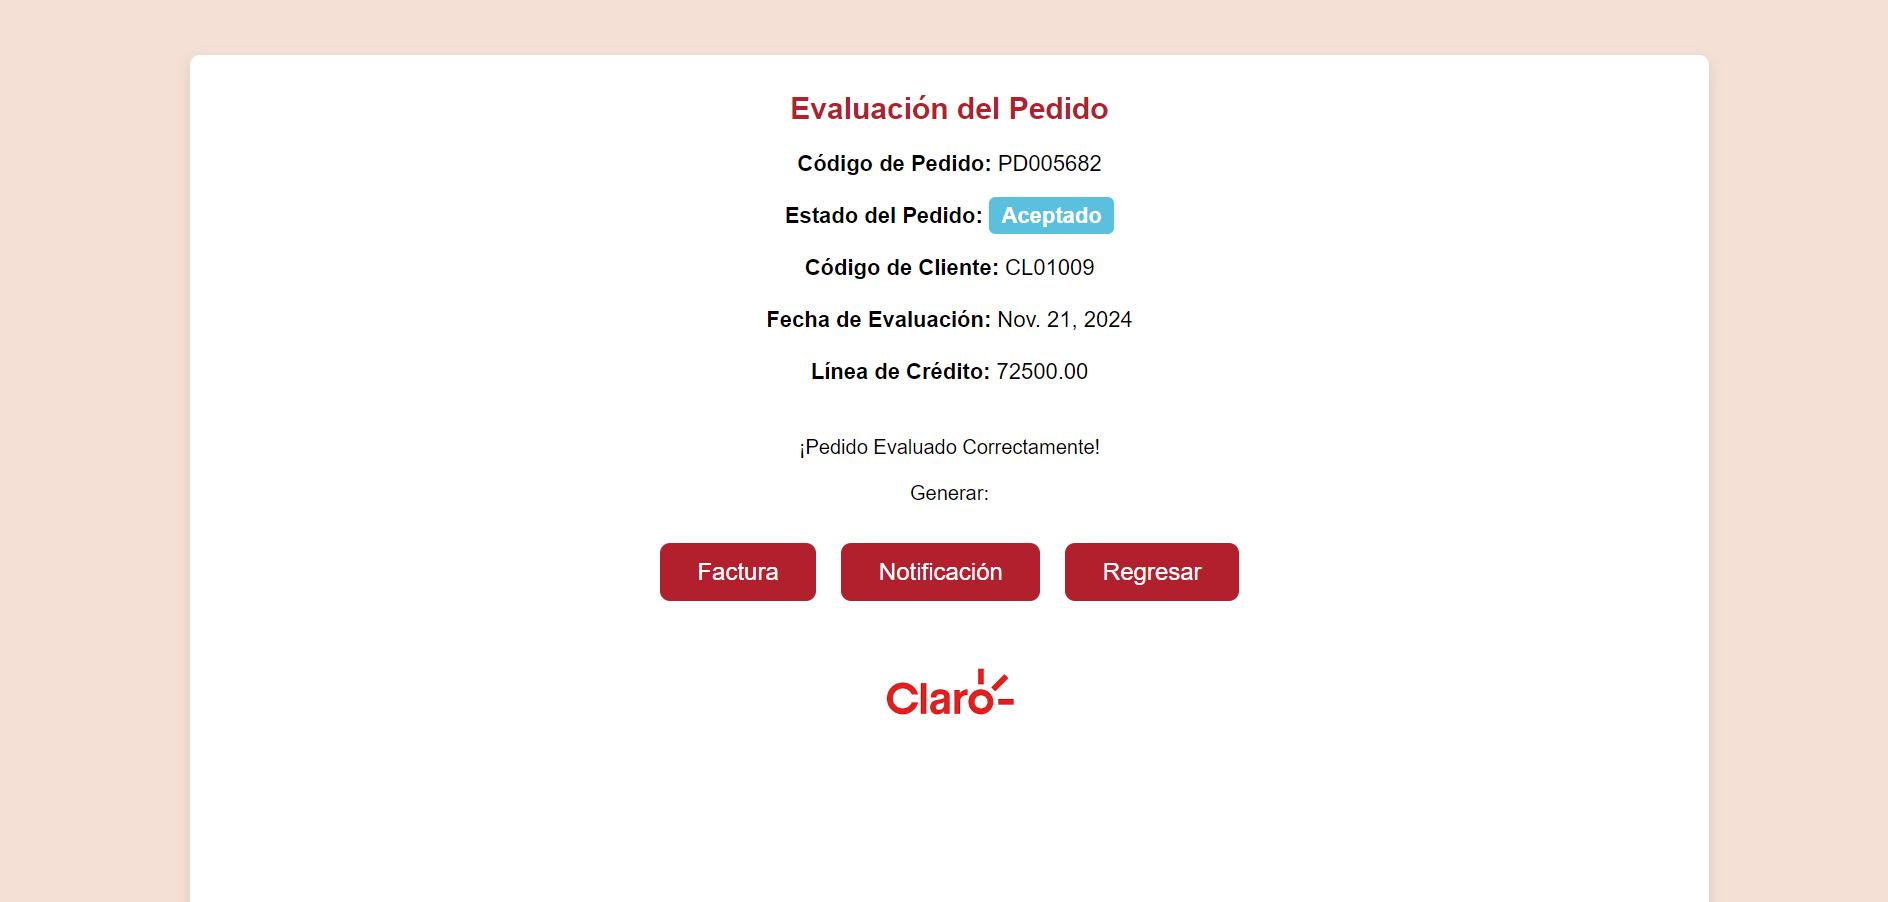 Evaluación del Pedido
Código de Pedido: PD005682
Estado del Pedido: Aceptado
Código de Cliente: CL01009
Fecha de Evaluación: Nov. 21, 2024
Línea de Crédito: 72500.00
¡Pedido Evaluado Correctamente!
Generar:
Factura Notificación Regresar
Claro